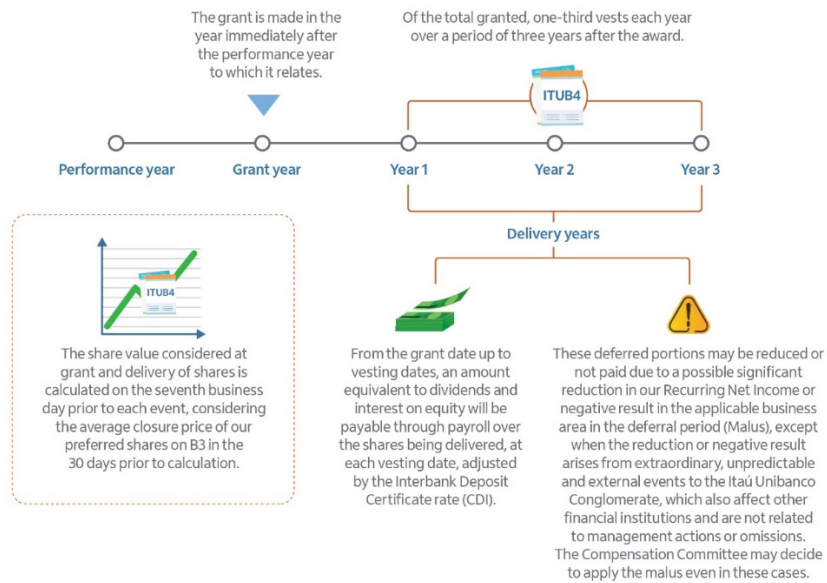 The grant is made in the
year immediately after
the performance year
to which it relates.
Of the total granted, one-third vests each year
over a period of three years after the award.
ITUB4
Performance year
Grant year
Year 1
Year 2
Year 3
Delivery years
ITUB4
The share value considered at
grant and delivery of shares is
calculated on the seventh business
day prior to each event, considering
the average closure price of our
preferred shares on B3 in the
30 days prior to calculation.
From the grant date up to
vesting dates, an amount
equivalent to dividends and
interest on equity will be
payable through payroll over
the shares being delivered, at
each vesting date, adjusted
by the Interbank Deposit
Certificate rate (CDI).
These deferred portions may be reduced or
not paid due to a possible significant
reduction in our Recurring Net Income or
negative result in the applicable business
area in the deferral period (Malus), except
when the reduction or negative result
arises from extraordinary, unpredictable
and external events to the Itaú Unibanco
Conglomerate, which also affect other
financial institutions and are not related
to management actions or omissions.
The Compensation Committee may decide
to apply the malus even in these cases.